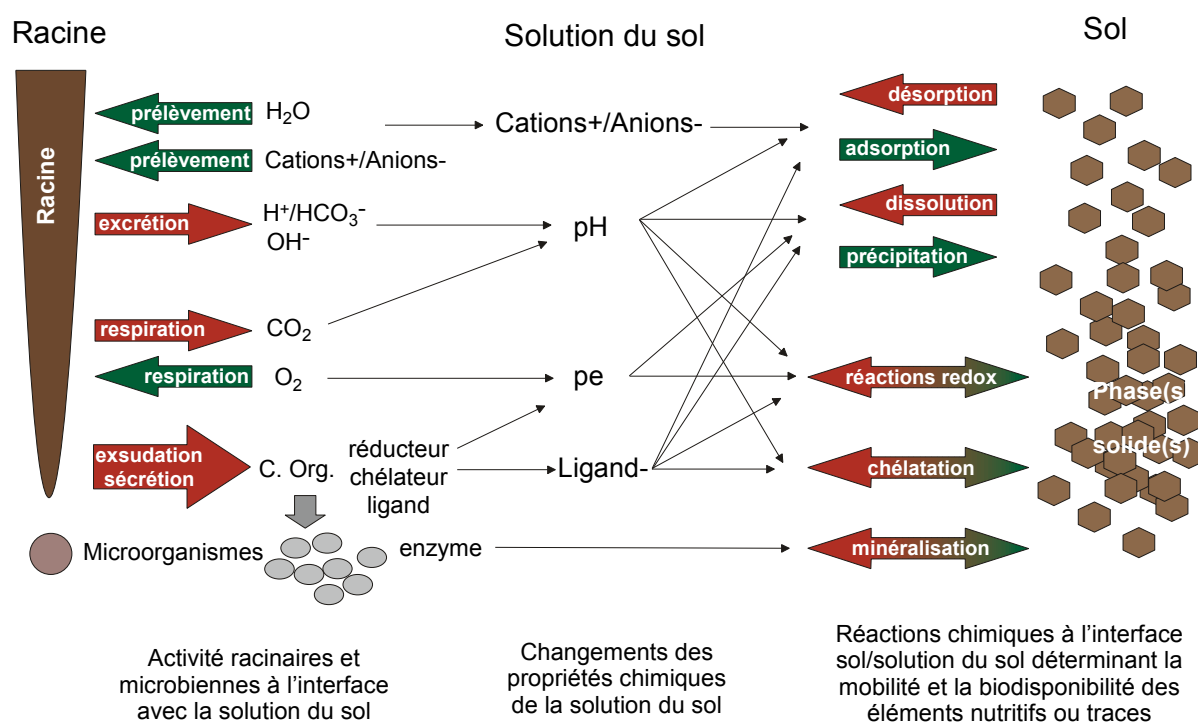 Racine
Solution du sol
Sol
Racine
prélèvement
H₂O
prélèvement
Cations+/Anions-
excrétion
H⁺/HCO₃⁻
OH⁻
respiration
CO₂
respiration
O₂
exsudation
sécrétion
C. Org.
réducteur
chélateur
ligand
Microorganismes
enzyme
Cations+/Anions-
pH
pe
Ligand-
désorption
adsorption
dissolution
précipitation
réactions redox
chélatation
minéralisation
Phase(s
solide(s)
Activité racinaires et
microbiennes à l'interface
avec la solution du sol
Changements des
propriétés chimiques
de la solution du sol
Réactions chimiques à l'interface
sol/solution du sol déterminant la
mobilité et la biodisponibilité des
éléments nutritifs ou traces